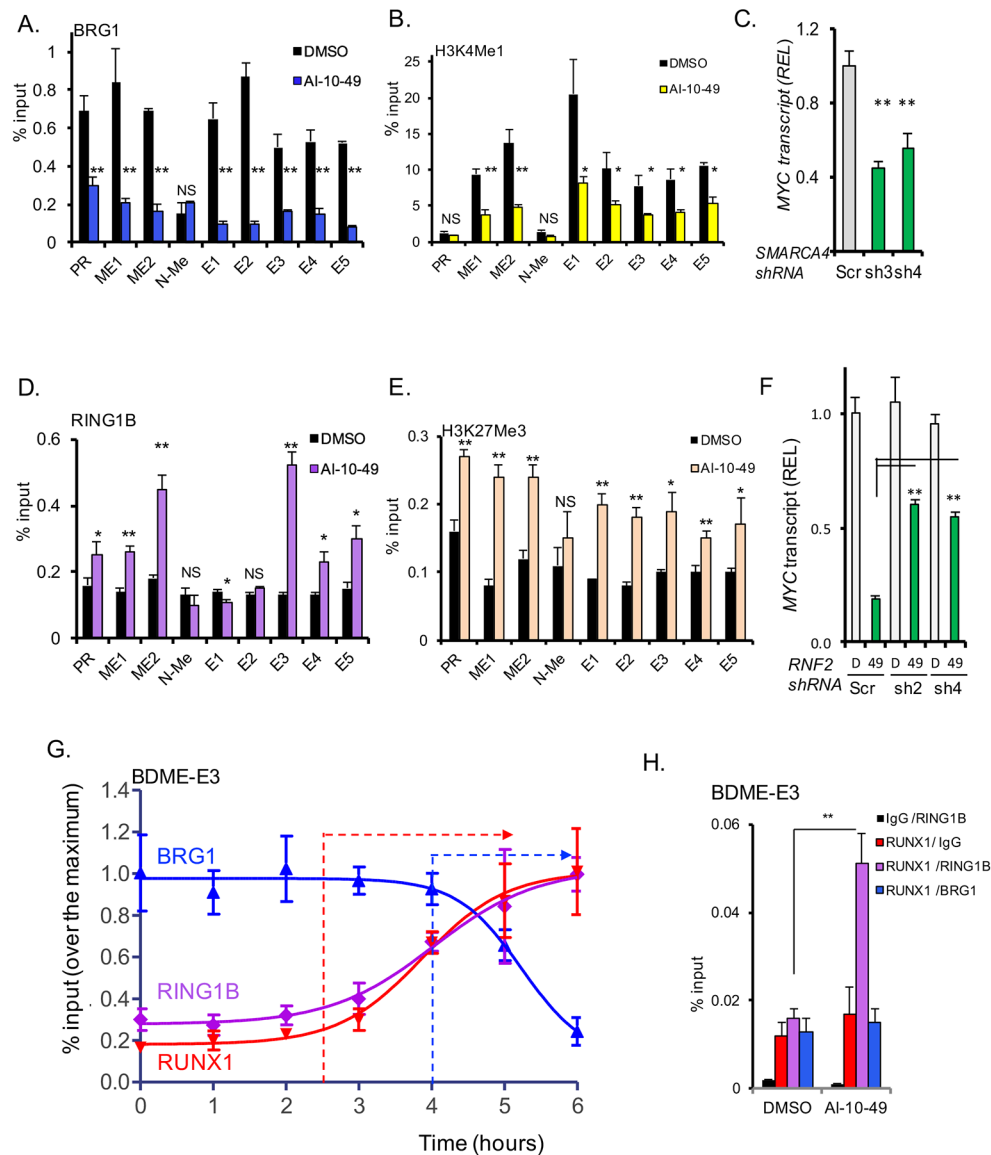 A.
BRG1
% input
1
0.8
0.6
0.4
0.2
0
DMSO
AI-10-49
** ** ** NS ** ** ** ** **
PR ME1 ME2 N-Me E1 E2 E3 E4 E5
B.
H3K4Me1
% input
35
30
25
20
15
10
5
0
DMSO
AI-10-49
NS ** ** NS * * * * *
PR ME1 ME2 N-Me E1 E2 E3 E4 E5
C.
MYC transcript (REL)
1.2
0.8
0.4
** **
SMARCA4
shRNA
Scr sh3 sh4
D.
RING1B
% input
0.6
0.4
0.2
0
DMSO
AI-10-49
* ** ** NS * NS ** * *
PR ME1 ME2 N-Me E1 E2 E3 E4 E5
E.
H3K27Me3
% input
0.3
0.2
0.1
0
DMSO
AI-10-49
** ** ** NS ** ** * ** *
PR ME1 ME2 N-Me E1 E2 E3 E4 E5
F
MYC transcript (REL)
1.0
0.5
0.0
** **
RNF2 D 49 D 49 D 49
shRNA Scr sh2 sh4
G.
BDME-E3
% input (over the maximum)
1.4
1.2
1.0
0.8
0.6
0.4
0.2
0.0
BRG1
RING1B
RUNX1
0 1 2 3 4 5 6
Time (hours)
H.
BDME-E3
% input
0.06
0.04
0.02
0
**
IgG /RING1B
RUNX1/ IgG
RUNX1 /RING1B
RUNX1 /BRG1
DMSO AI-10-49